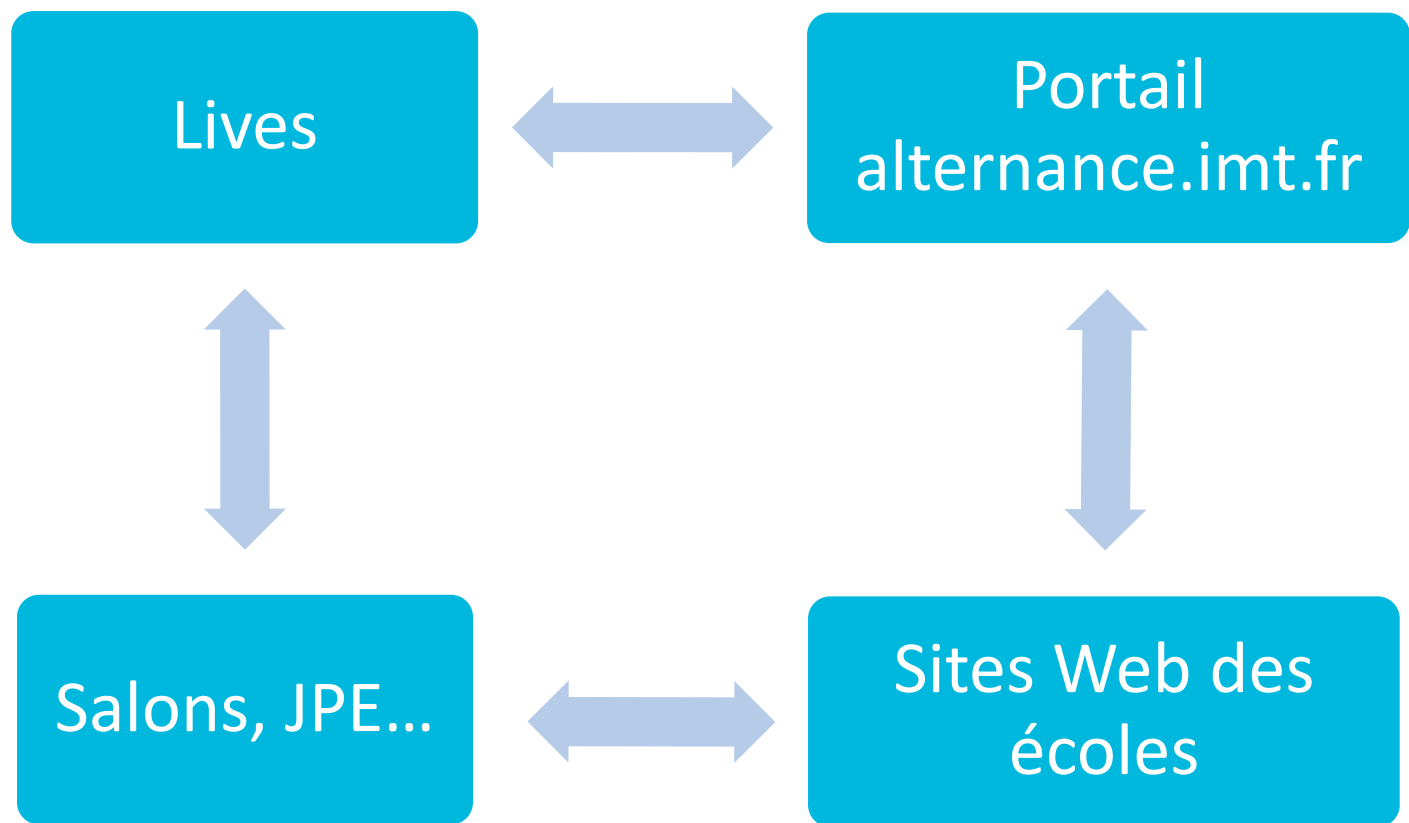 Lives
Portail
alternance.imt.fr
Salons, JPE...
Sites Web des
écoles